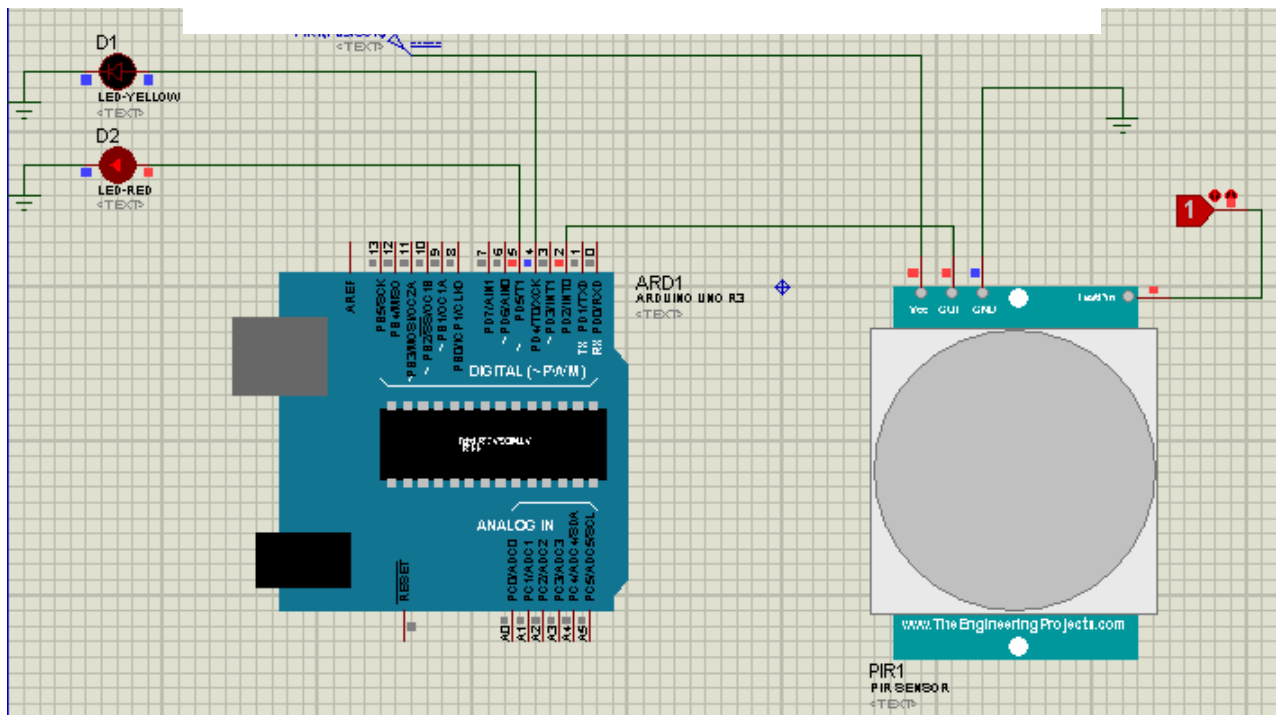 <TEXT>
D1
LED-YELLOW
<TEXT>
D2
LED-RED
<TEXT>
1
AREF
13
12
11
10
9
8
7
6
5
4
3
2
1
0
PB5/SCK
PB4/MISO
PB3/MOSI/OC2A
PB2/SS/OC1B
PB1/OC1A
PB0/ICP1/CLKO
PD7/AIN1
~ PD6/AIN0
~ PD5/T1
PD4/T0/XCK
~ PD3/INT1
PD2/INT0
TX PD1/TXD
RX PD0/RXD
DIGITAL (~PWM)
ARD1
ARDUINO UNO R3
<TEXT>
Vcc OUT GND TestPin
ANALOG IN
RESET
PC0/ADC0
PC1/ADC1
PC2/ADC2
PC3/ADC3
PC4/ADC4/SDA
PC5/ADC5/SCL
A0
A1
A2
A3
A4
A5
www.TheEngineeringProjects.com
PIR1
PIR SENSOR
<TEXT>